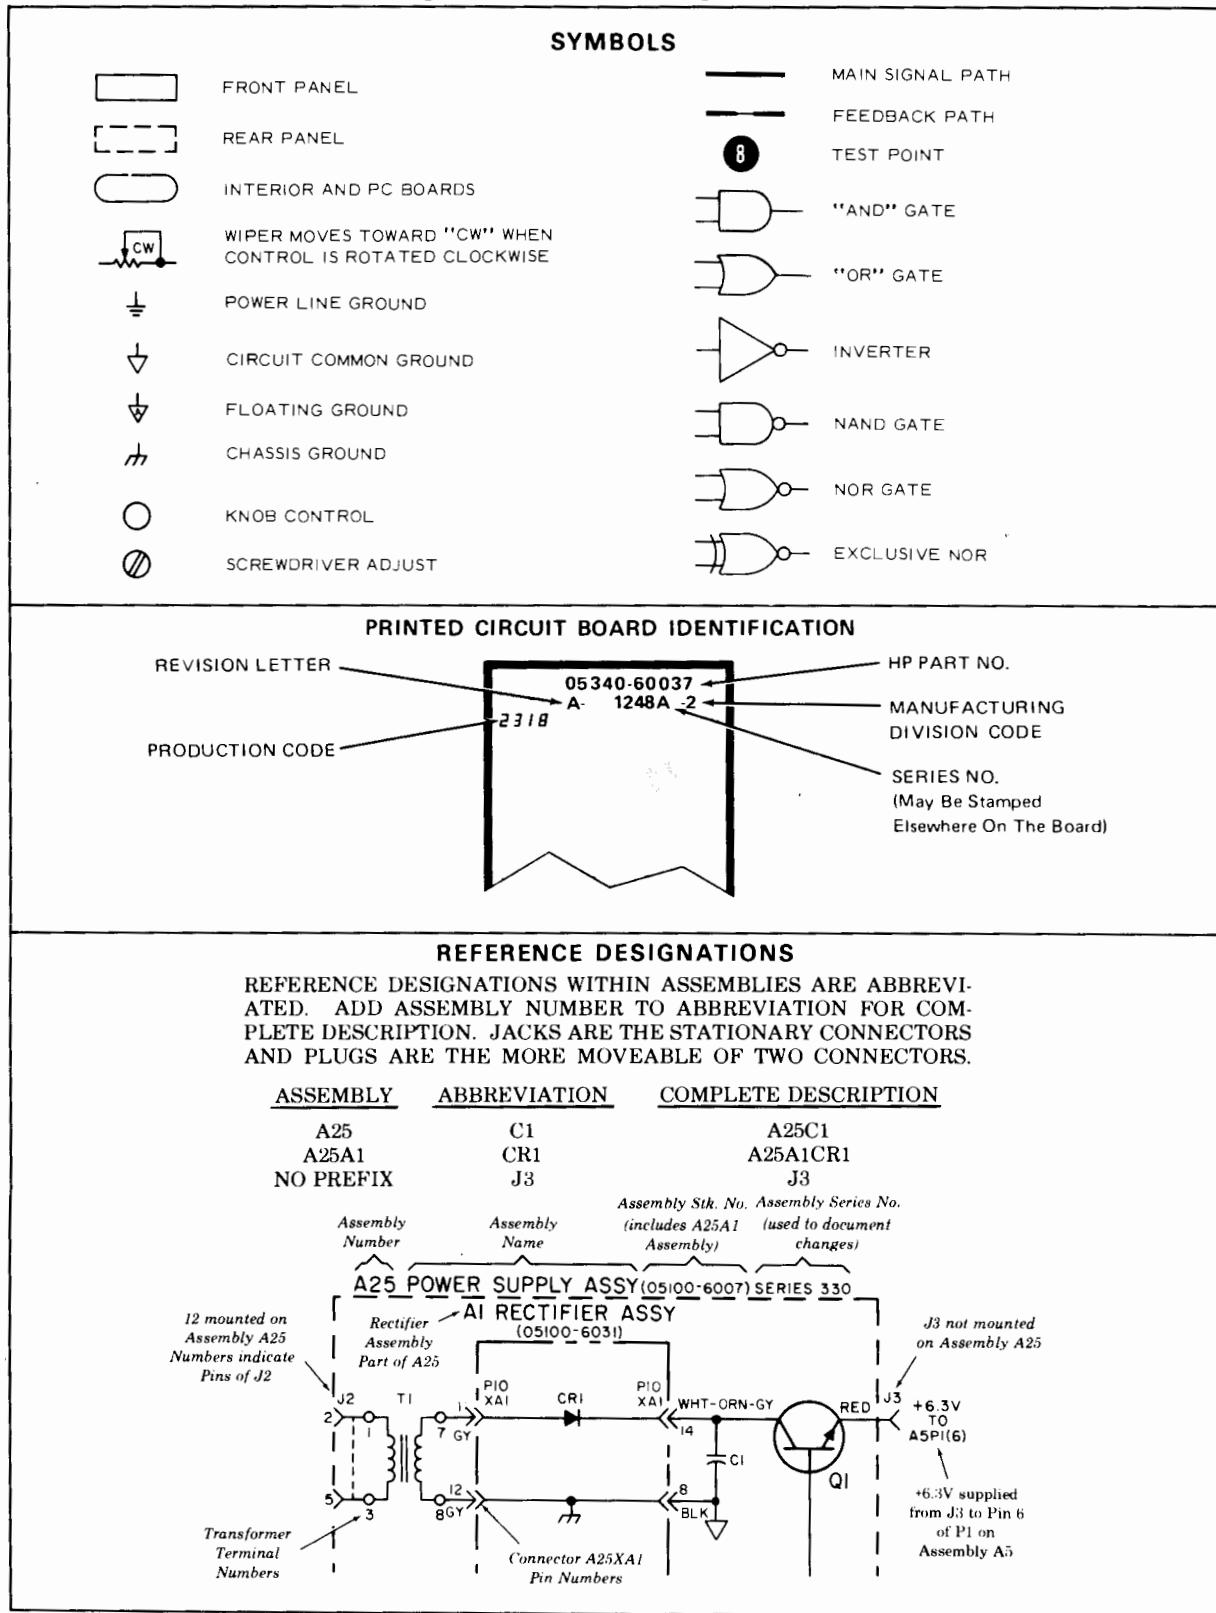 SYMBOLS
FRONT PANEL
REAR PANEL
INTERIOR AND PC BOARDS
CW
WIPER MOVES TOWARD "CW" WHEN
CONTROL IS ROTATED CLOCKWISE
POWER LINE GROUND
CIRCUIT COMMON GROUND
A
FLOATING GROUND
CHASSIS GROUND
KNOB CONTROL
SCREWDRIVER ADJUST
MAIN SIGNAL PATH
FEEDBACK PATH
8
TEST POINT
"AND" GATE
"OR" GATE
INVERTER
NAND GATE
NOR GATE
EXCLUSIVE NOR
PRINTED CIRCUIT BOARD IDENTIFICATION
REVISION LETTER
PRODUCTION CODE
05340-60037
A- 1248A -2
2318
HP PART NO.
MANUFACTURING
DIVISION CODE
SERIES NO.
(May Be Stamped
Elsewhere On The Board)
REFERENCE DESIGNATIONS
REFERENCE DESIGNATIONS WITHIN ASSEMBLIES ARE ABBREVI-
ATED. ADD ASSEMBLY NUMBER TO ABBREVIATION FOR COM-
PLETE DESCRIPTION. JACKS ARE THE STATIONARY CONNECTORS
AND PLUGS ARE THE MORE MOVEABLE OF TWO CONNECTORS.
ASSEMBLY ABBREVIATION COMPLETE DESCRIPTION
A25 C1 A25C1
A25A1 CR1 A25A1CR1
NO PREFIX J3 J3
Assembly
Number
Assembly
Name
Assembly Stk. No.
(includes A25A1
Assembly)
Assembly Series No.
(used to document
changes)
A25 POWER SUPPLY ASSY (05100-6007) SERIES 330
A1 RECTIFIER ASSY
(05100-6031)
12 mounted on
Assembly A25
Numbers indicate
Pins of J2
Rectifier
Assembly
Part of A25
J3 not mounted
on Assembly A25
J2
T1
P10
XA1
CR1
P10
XA1
WHT-ORN-GY
RED
J3
2
1
7
11
GY
14
+6.3V
TO
A5P1(6)
C1
Q1
5
3
8
12
GY
8
BLK
+6.3V supplied
from J3 to Pin 6
of P1 on
Assembly A5
Transformer
Terminal
Numbers
Connector A25XA1
Pin Numbers